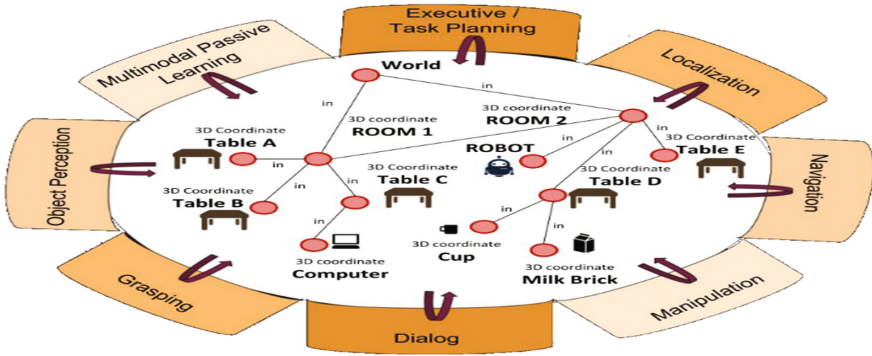 Executive /
Task Planning
Multimodal Passive
Learning
Localization
World
in
in
3D Coordinate
ROOM 1
3D coordinate
ROOM 2
3D Coordinate
Table A
in
ROBOT
in
in
3D Coordinate
Table E
Object Perception
Navigation
3D Coordinate
Table B
in
in
3D Coordinate
Table C
in
3D Coordinate
Table D
in
in
in
3D coordinate
Computer
3D coordinate
Cup
3D coordinate
Milk Brick
Grasping
Manipulation
Dialog